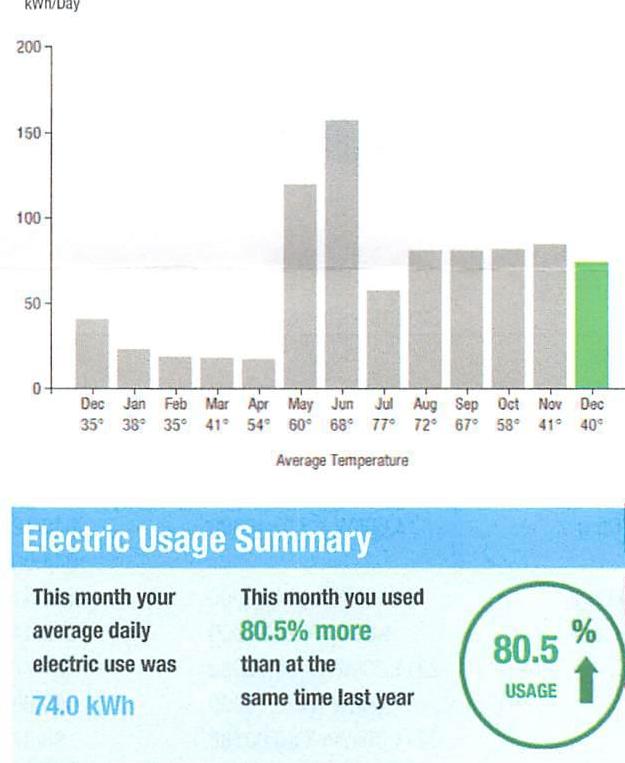 kWh/Day
200
150
100
50
0
Dec Jan Feb Mar Apr May Jun Jul Aug Sep Oct Nov Dec
35° 38° 35° 41° 54° 60° 68° 77° 72° 67° 58° 41° 40°
Average Temperature
Electric Usage Summary
This month your
average daily
electric use was
74.0 kWh
This month you used
80.5% more
than at the
same time last year
80.5 %
USAGE